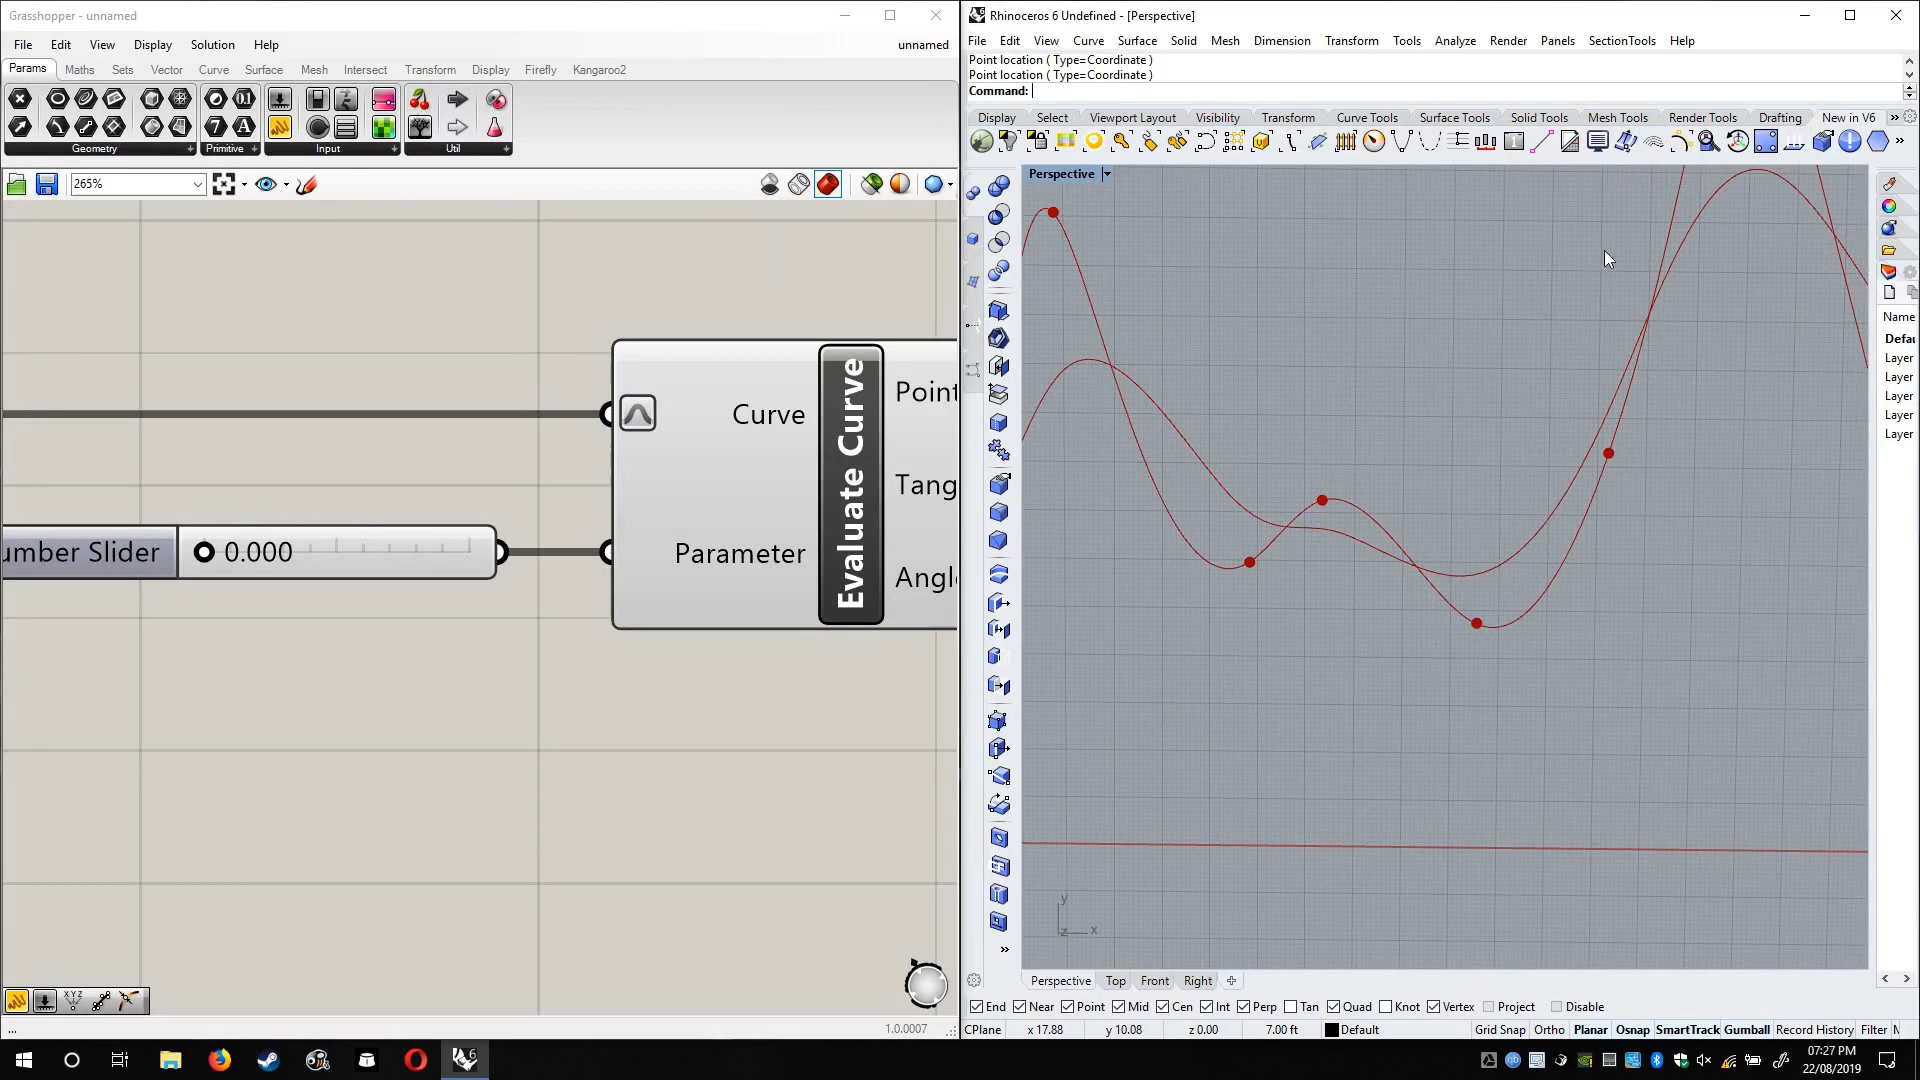 Grasshopper - unnamed
File Edit View Display Solution Help
unnamed
Params Maths Sets Vector Curve Surface Mesh Intersect Transform Display Firefly Kangaroo2
Geometry Primitive Input Util
265%
Curve
Parameter
Evaluate Curve
Point
Tang
Angle
umber Slider
0.000
XYZ
...
1.0.0007
Rhinoceros 6 Undefined - [Perspective]
File Edit View Curve Surface Solid Mesh Dimension Transform Tools Analyze Render Panels SectionTools Help
Point location ( Type=Coordinate )
Point location ( Type=Coordinate )
Command:
Display Select Viewport Layout Visibility Transform Curve Tools Surface Tools Solid Tools Mesh Tools Render Tools Drafting New in V6
Perspective
Name
Defau
Layer
Layer
Layer
Layer
Layer
y
z x
Perspective Top Front Right
End Near Point Mid Cen Int Perp Tan Quad Knot Vertex Project Disable
CPlane x 17.88 y 10.08 z 0.00 7.00 ft Default Grid Snap Ortho Planar Osnap SmartTrack Gumball Record History Filter M
07:27 PM
22/08/2019